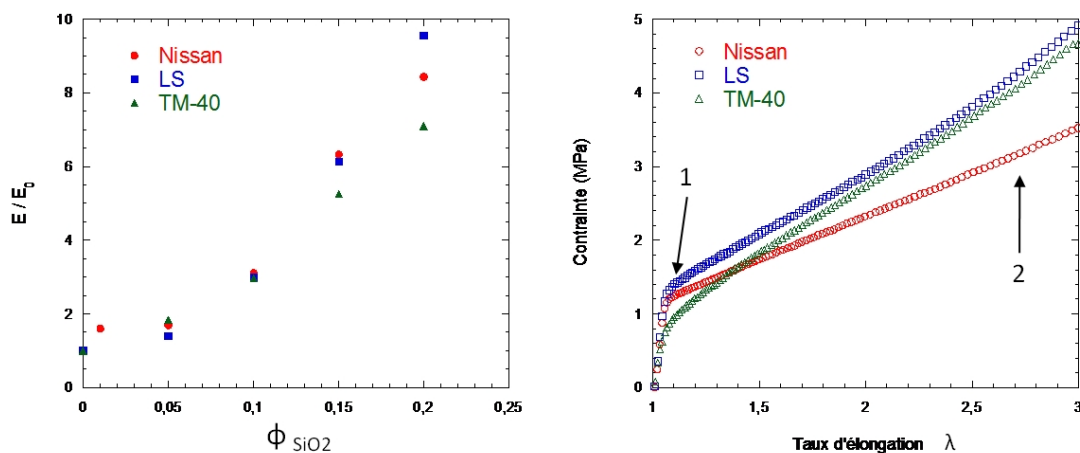 10
8
6
4
2
0
E / E0
Nissan
LS
TM-40
0
0,05
0,1
0,15
0,2
0,25
ϕ SiO2
5
4
3
2
1
0
Contrainte (MPa)
Nissan
LS
TM-40
1
2
1
1,5
2
2,5
3
Taux d'élongation λ